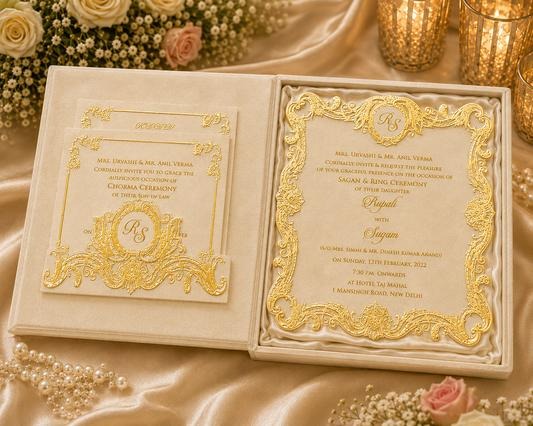 Mrs. Urvashi & Mr. Anil Verma
Cordially invite you to grace the
auspicious occasion of
Chorma Ceremony
of their Son in Law
RS
RS
Mrs. Urvashi & Mr. Anil Verma
Cordially invite & request the pleasure
of your graceful presence on the occasion of
Sagan & Ring Ceremony
of their Daughter
Rupali
with
Sugam
(S/o Mrs. Simmi & Mr. Dinesh Kumar Anand)
on Sunday, 13th February, 2022
7:30 p.m. Onwards
at Hotel Taj Mahal
1 Mansingh Road, New Delhi